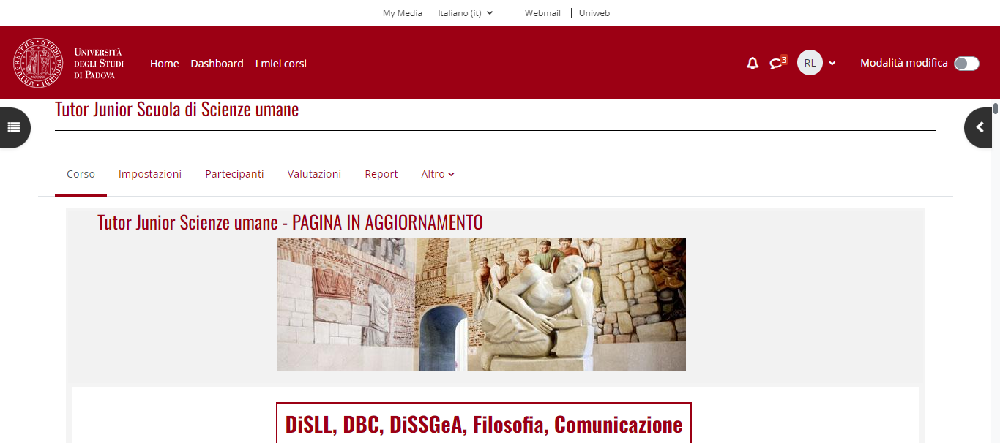 My Media
Italiano (it)
Webmail
Uniweb
UNIVERSITÀ
DEGLI STUDI
DI PADOVA
Home
Dashboard
I miei corsi
3
RL
Modalità modifica
Tutor Junior Scuola di Scienze umane
Corso
Impostazioni
Partecipanti
Valutazioni
Report
Altro
Tutor Junior Scienze umane - PAGINA IN AGGIORNAMENTO
DiSLL, DBC, DiSSGeA, Filosofia, Comunicazione